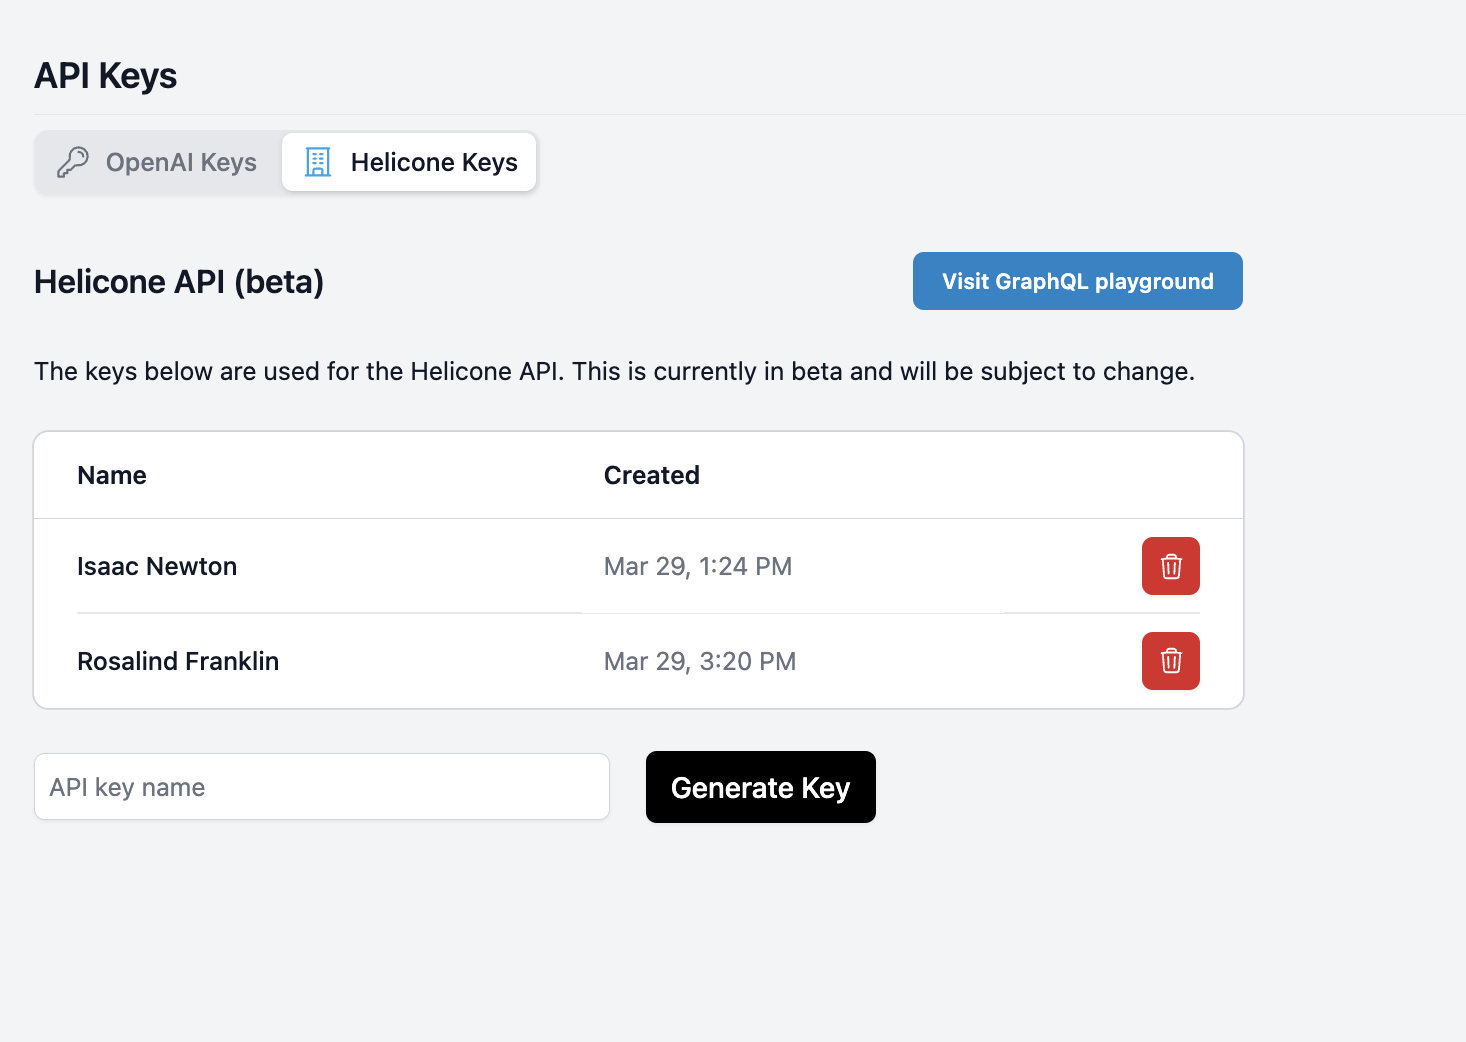 API Keys
OpenAI Keys
Helicone Keys
Helicone API (beta)
Visit GraphQL playground
The keys below are used for the Helicone API. This is currently in beta and will be subject to change.
Name Created
Isaac Newton Mar 29, 1:24 PM
Rosalind Franklin Mar 29, 3:20 PM
API key name
Generate Key